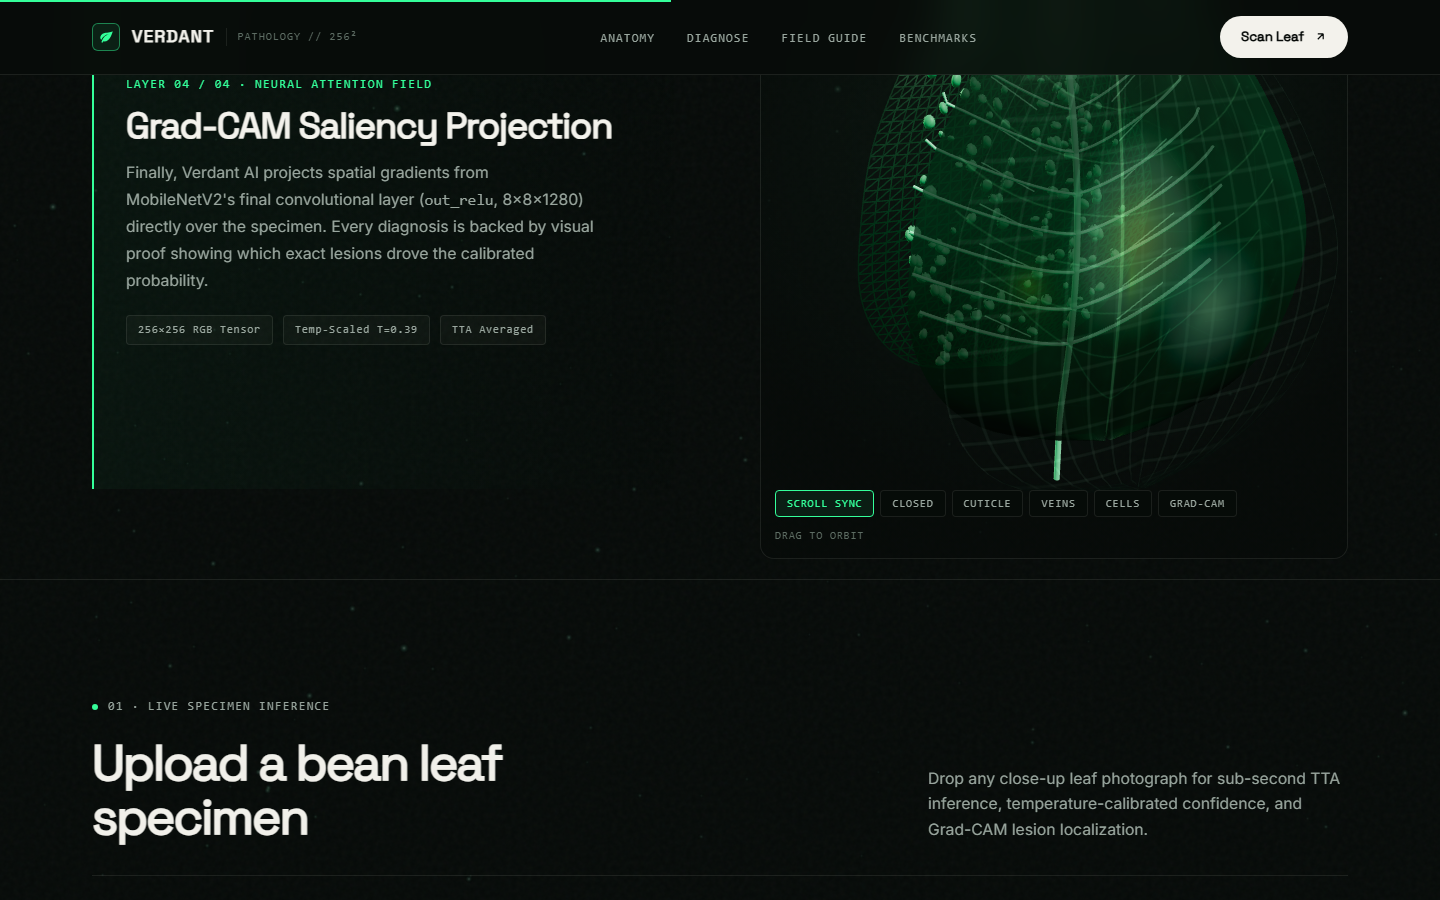 VERDANT
PATHOLOGY // 256²
ANATOMY
DIAGNOSE
FIELD GUIDE
BENCHMARKS
Scan Leaf
LAYER 04 / 04 · NEURAL ATTENTION FIELD
Grad-CAM Saliency Projection
Finally, Verdant AI projects spatial gradients from
MobileNetV2's final convolutional layer (out_relu, 8×8×1280)
directly over the specimen. Every diagnosis is backed by visual
proof showing which exact lesions drove the calibrated
probability.
256×256 RGB Tensor
Temp-Scaled T=0.39
TTA Averaged
SCROLL SYNC
CLOSED
CUTICLE
VEINS
CELLS
GRAD-CAM
DRAG TO ORBIT
01 · LIVE SPECIMEN INFERENCE
Upload a bean leaf
specimen
Drop any close-up leaf photograph for sub-second TTA
inference, temperature-calibrated confidence, and
Grad-CAM lesion localization.